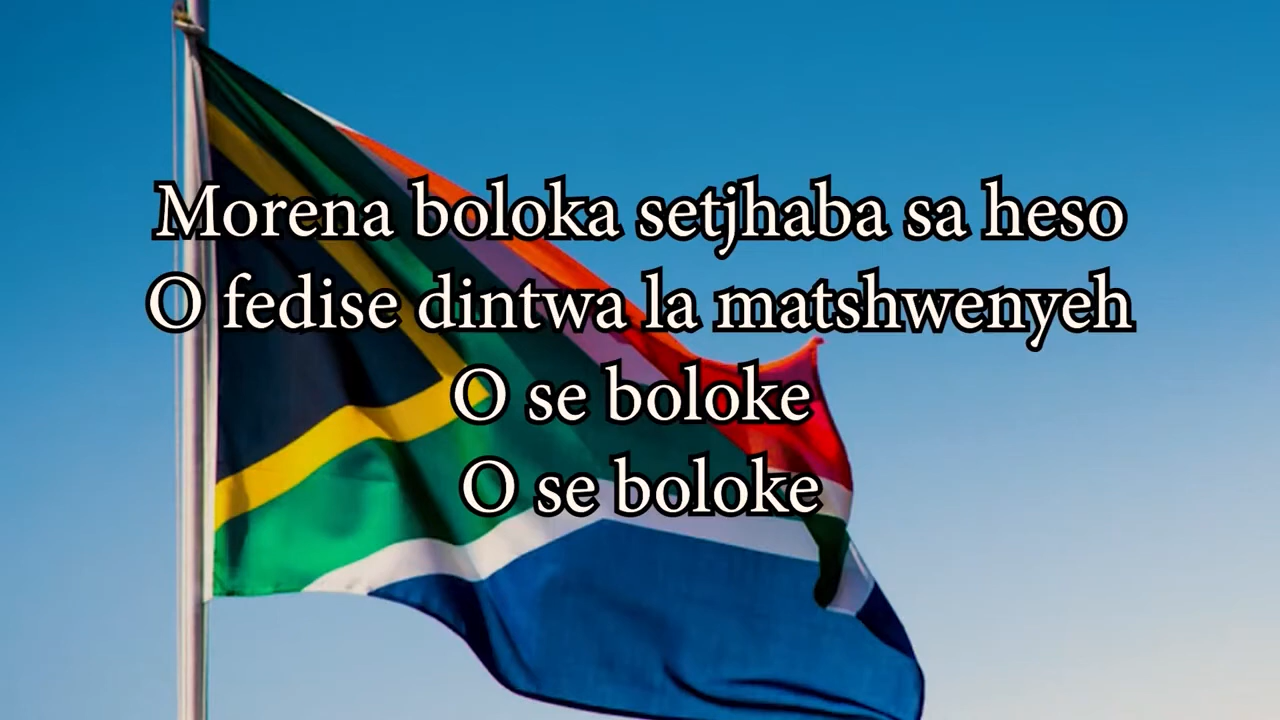 Morena boloka setjhaba sa heso
O fedise dintwa la matshwenyeh
O se boloke
O se boloke